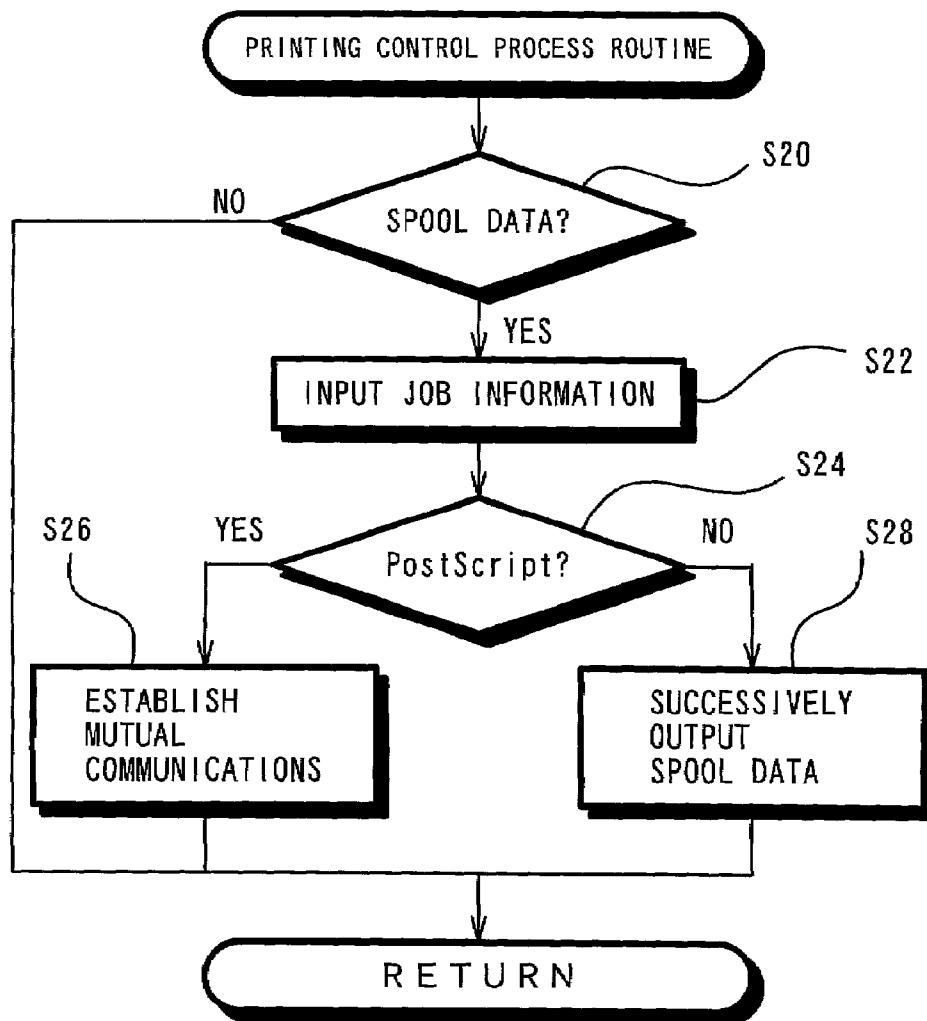 PRINTING CONTROL PROCESS ROUTINE
S20
NO
SPOOL DATA?
YES
S22
INPUT JOB INFORMATION
S24
S26
YES
NO
S28
PostScript?
ESTABLISH
MUTUAL
COMMUNICATIONS
SUCCESSIVELY
OUTPUT
SPOOL DATA
RETURN